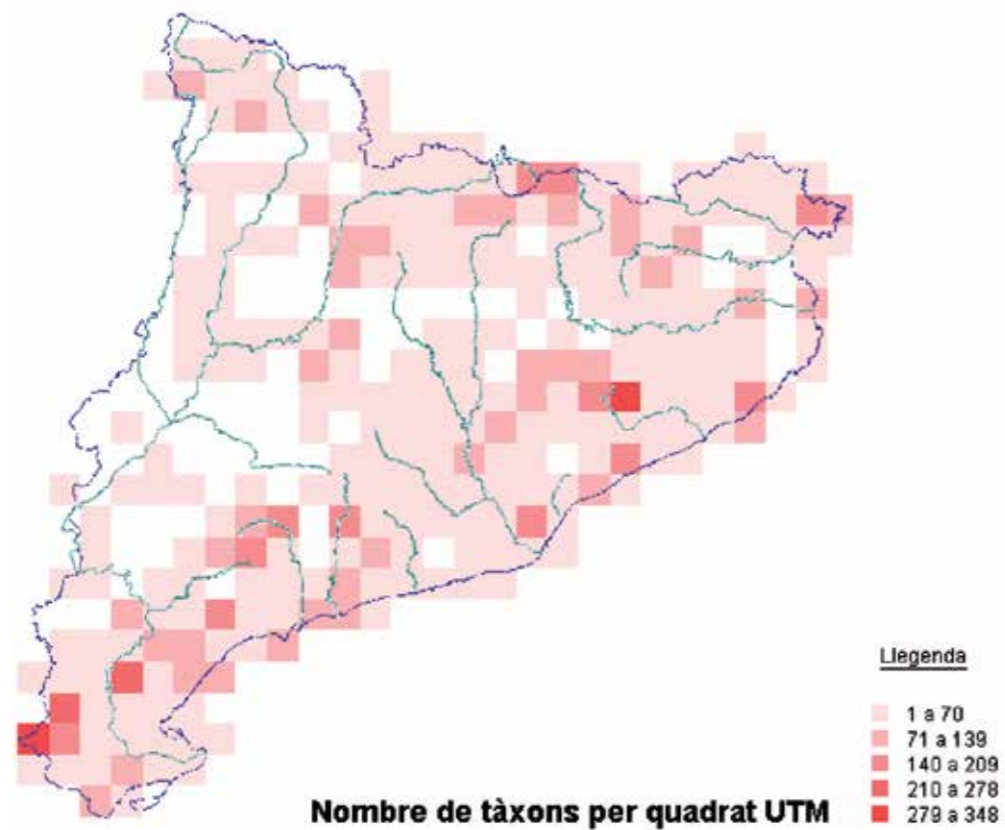 Llegenda
1 a 70
71 a 139
140 a 209
210 a 278
279 a 348
Nombre de tàxons per quadrat UTM